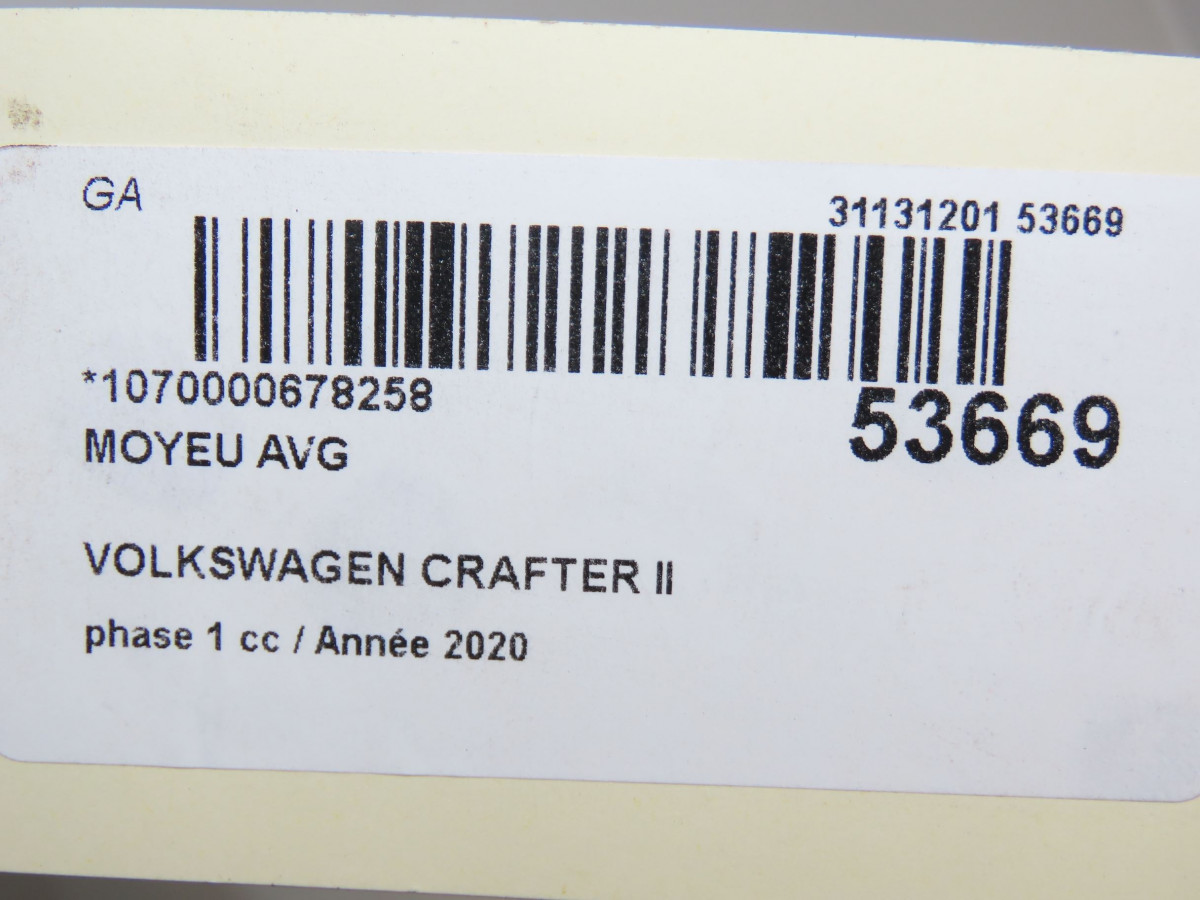 GA
31131201 53669
*1070000678258
53669
MOYEU AVG
VOLKSWAGEN CRAFTER II
phase 1 cc / Année 2020